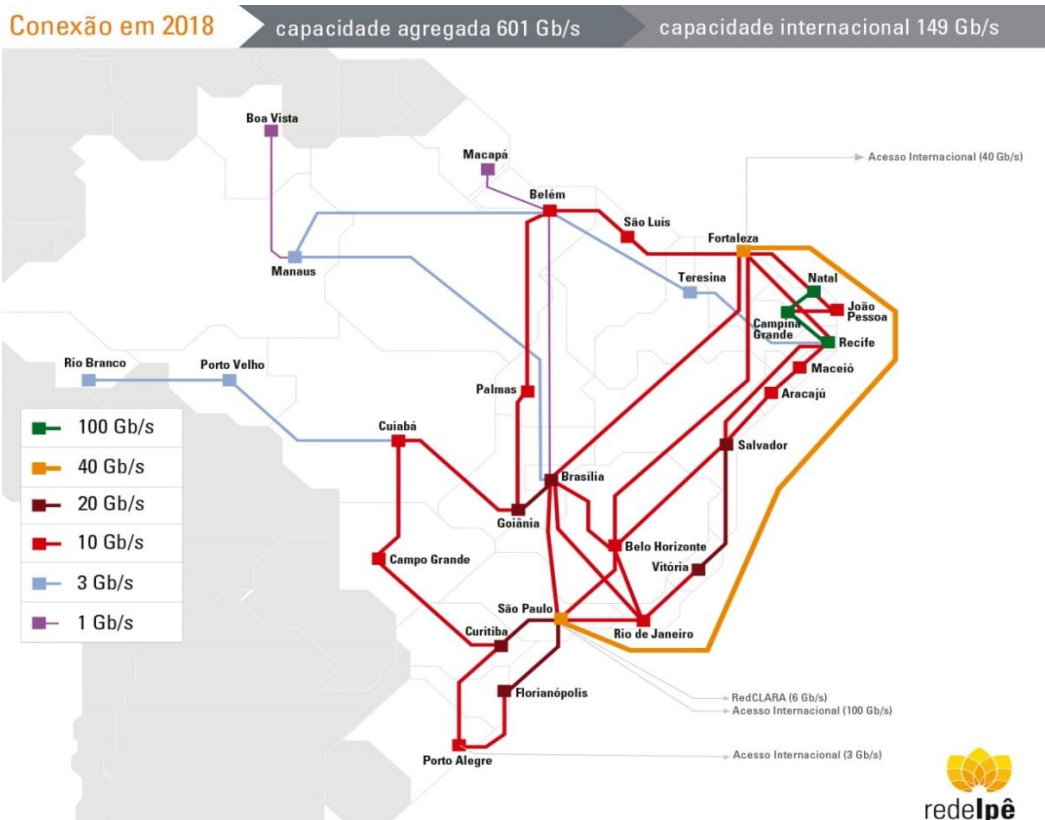 Conexão em 2018
capacidade agregada 601 Gb/s
capacidade internacional 149 Gb/s
Boa Vista
Macapá
Acesso Internacional (40 Gb/s)
Belém
São Luís
Fortaleza
Manaus
Teresina
Natal
João
Pessoa
Campina
Grande
Recife
Rio Branco
Porto Velho
Maceió
Palmas
Aracajú
Cuiabá
Salvador
Brasília
Goiânia
Belo Horizonte
Campo Grande
Vitória
São Paulo
Rio de Janeiro
Curitiba
Florianópolis
Porto Alegre
100 Gb/s
40 Gb/s
20 Gb/s
10 Gb/s
3 Gb/s
1 Gb/s
RedCLARA (6 Gb/s)
Acesso Internacional (100 Gb/s)
Acesso Internacional (3 Gb/s)
redeIpê